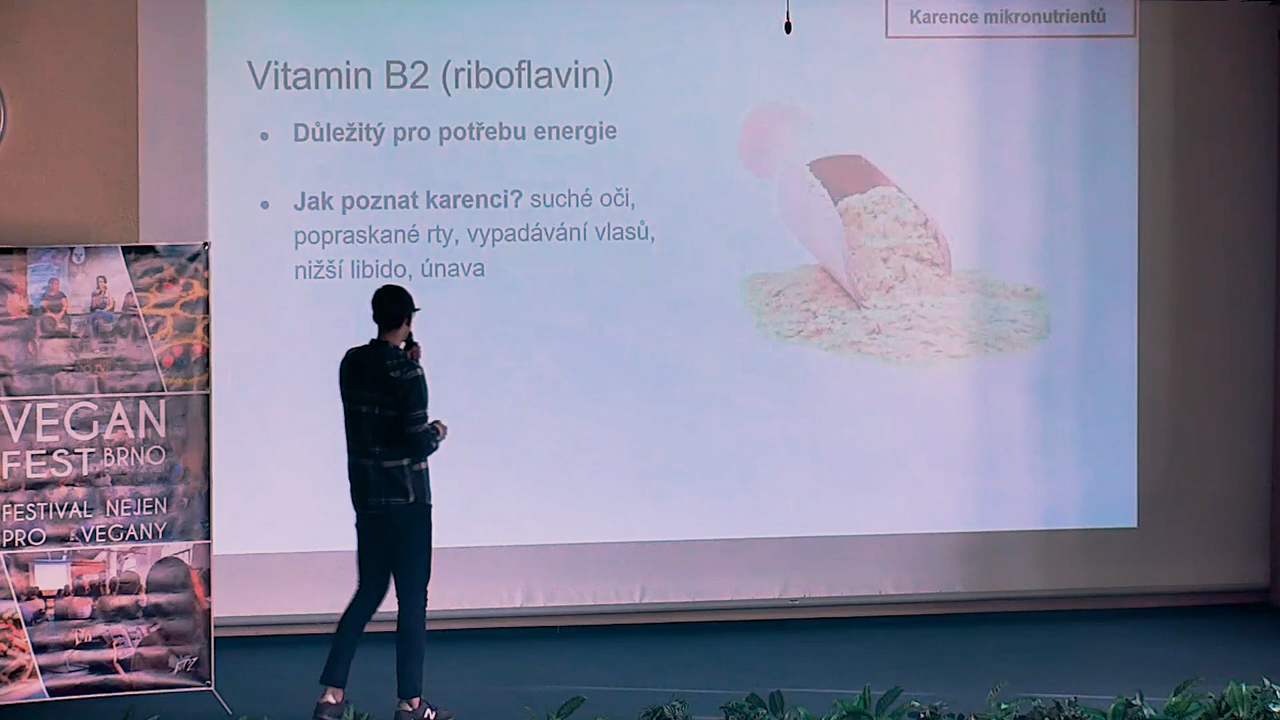 Karence mikronutrientů
Vitamin B2 (riboflavin)
• Důležitý pro potřebu energie
• Jak poznat karenci? suché oči,
popraskané rty, vypadávání vlasů,
nižší libido, únava
VEGAN
FEST BRNO
FESTIVAL NEJEN
PRO VEGANY
N